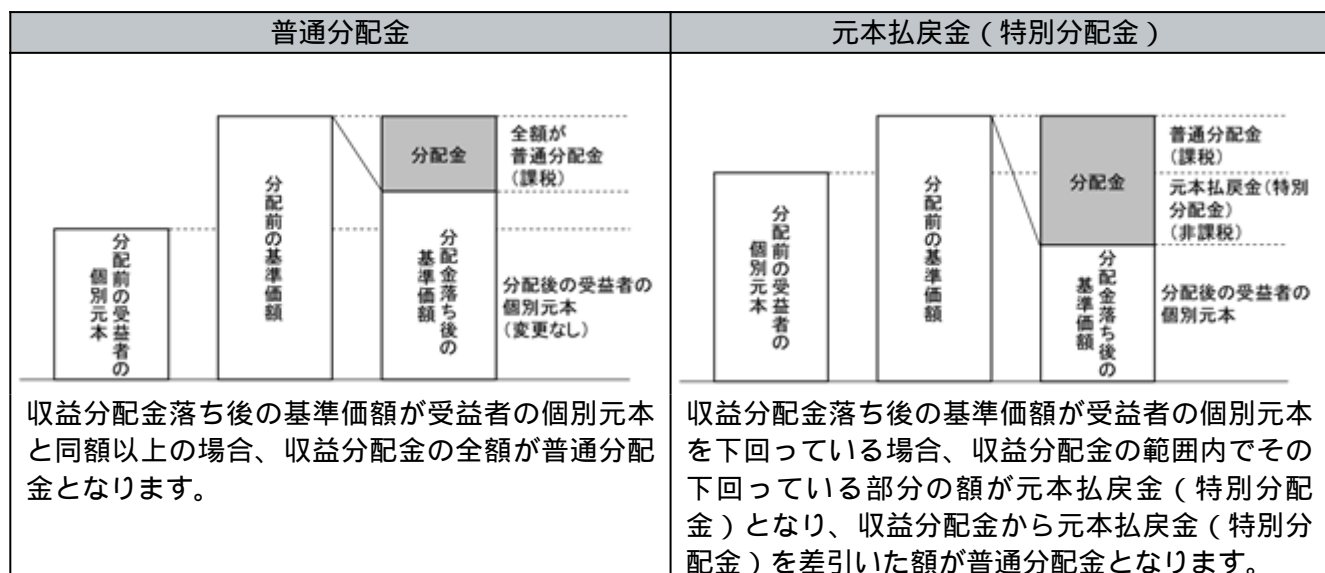 普通分配金
分配前の受益者の
個別元本
分配前の基準価額
分配金
分配金落ち後の
基準価額
全額が
普通分配金
(課税)
分配後の受益者の
個別元本
(変更なし)
収益分配金落ち後の基準価額が受益者の個別元本
と同額以上の場合、収益分配金の全額が普通分配
金となります。
元本払戻金(特別分配金)
分配前の受益者の
個別元本
分配前の基準価額
分配金
分配金落ち後の
基準価額
普通分配金
(課税)
元本払戻金(特別
分配金)
(非課税)
分配後の受益者の
個別元本
収益分配金落ち後の基準価額が受益者の個別元本
を下回っている場合、収益分配金の範囲内でその
下回っている部分の額が元本払戻金(特別分配
金)となり、収益分配金から元本払戻金(特別分
配金)を差引いた額が普通分配金となります。